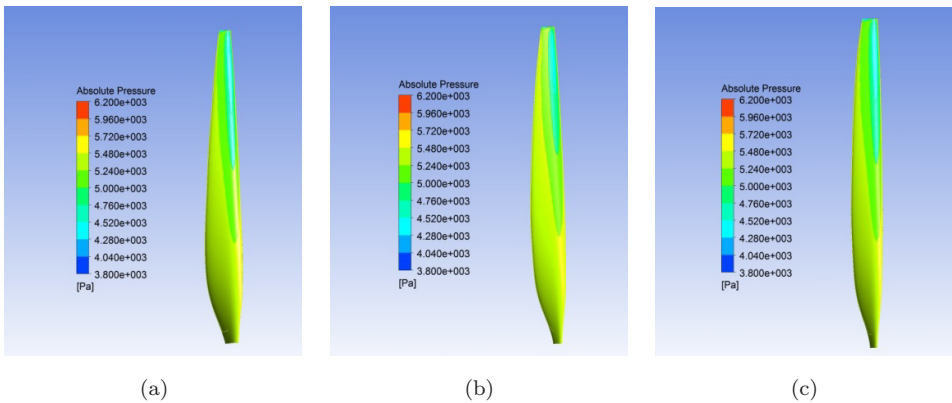 Absolute Pressure
6.200e+003
5.960e+003
5.720e+003
5.480e+003
5.240e+003
5.000e+003
4.760e+003
4.520e+003
4.280e+003
4.040e+003
3.800e+003
[Pa]
(a)
Absolute Pressure
6.200e+003
5.960e+003
5.720e+003
5.480e+003
5.240e+003
5.000e+003
4.760e+003
4.520e+003
4.280e+003
4.040e+003
3.800e+003
[Pa]
(b)
Absolute Pressure
6.200e+003
5.960e+003
5.720e+003
5.480e+003
5.240e+003
5.000e+003
4.760e+003
4.520e+003
4.280e+003
4.040e+003
3.800e+003
[Pa]
(c)